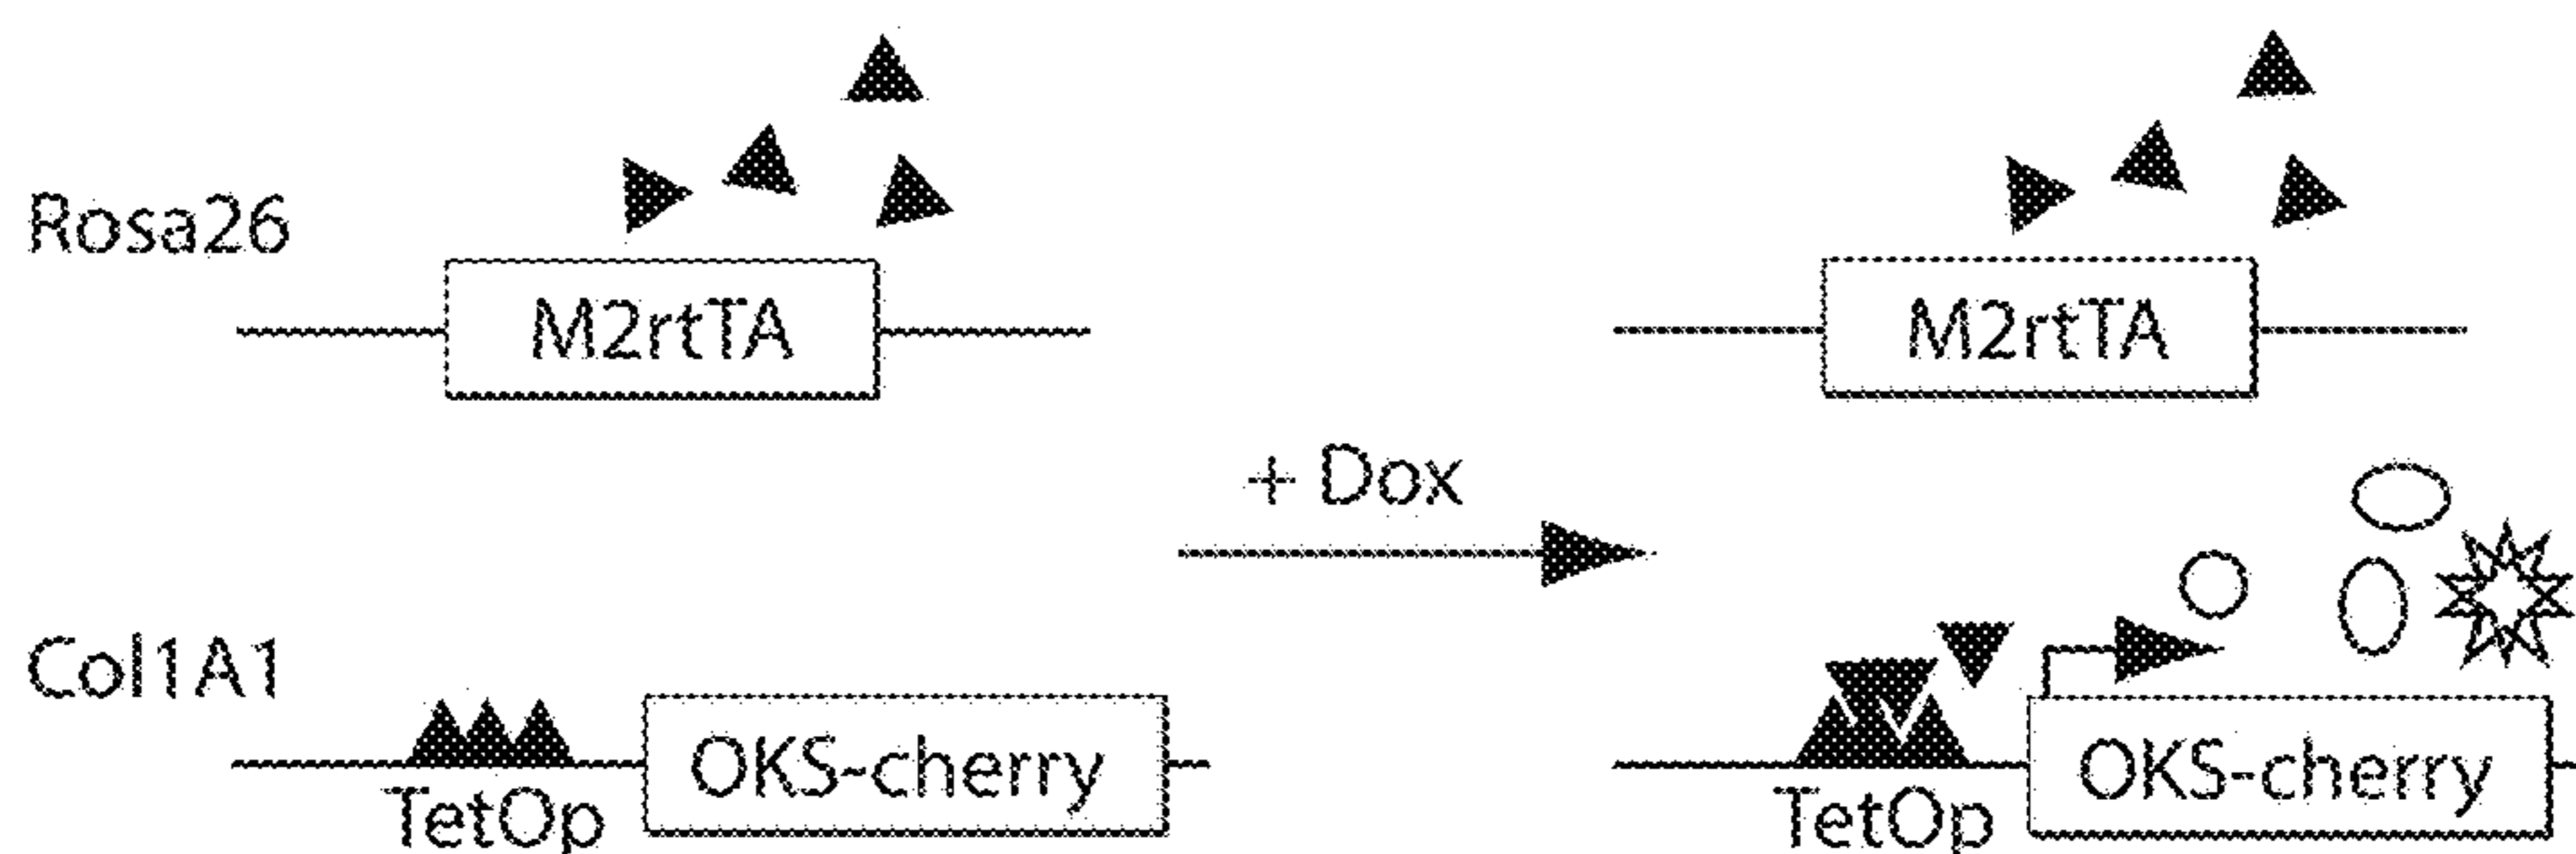 Rosa26
M2rtTA
M2rtTA
+ Dox
Col1A1
OKS-cherry
TetOp
OKS-cherry
TetOp